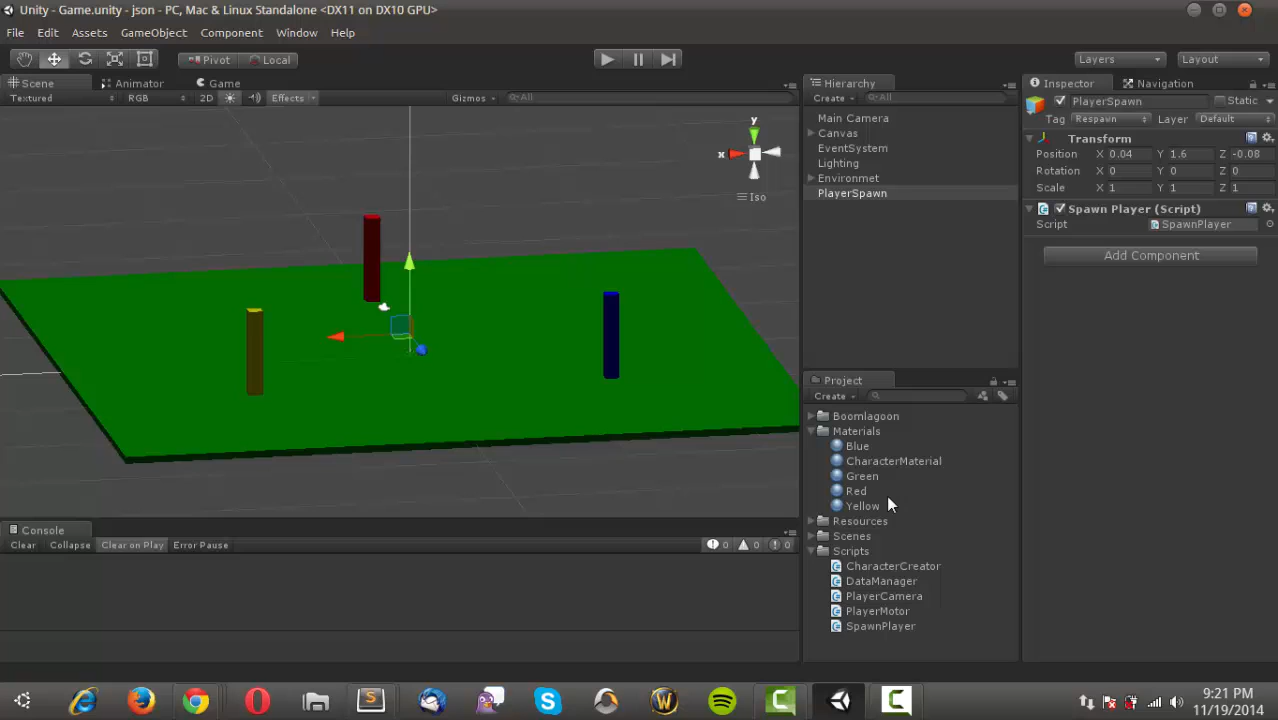 Unity - Game.unity - json - PC, Mac & Linux Standalone <DX11 on DX10 GPU>
File Edit Assets GameObject Component Window Help
Pivot Local Layers Layout
Scene Animator Game
Textured RGB 2D Effects Gizmos All
y
x
Iso
Hierarchy
Create All
Main Camera
Canvas
EventSystem
Lighting
Environmet
PlayerSpawn
Project
Create
Boomlagoon
Materials
Blue
CharacterMaterial
Green
Red
Yellow
Resources
Scenes
Scripts
CharacterCreator
DataManager
PlayerCamera
PlayerMotor
SpawnPlayer
Inspector Navigation
PlayerSpawn Static
Tag Respawn Layer Default
Transform
Position X 0.04 Y 1.6 Z -0.08
Rotation X 0 Y 0 Z 0
Scale X 1 Y 1 Z 1
Spawn Player (Script)
Script SpawnPlayer
Add Component
Console
Clear Collapse Clear on Play Error Pause 0 0 0
9:21 PM
11/19/2014